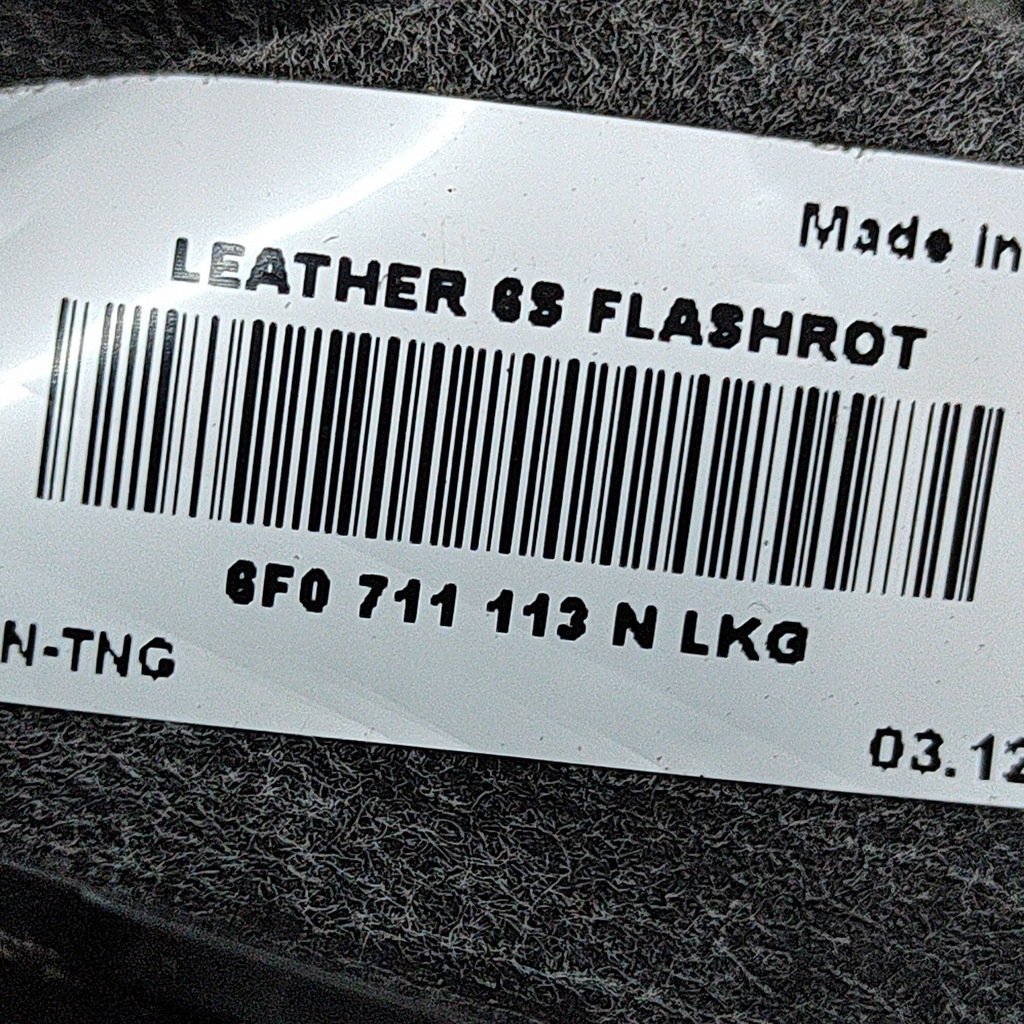 Made in
LEATHER 6S FLASHROT
6F0 711 113 N LKG
N-TNG
03.12